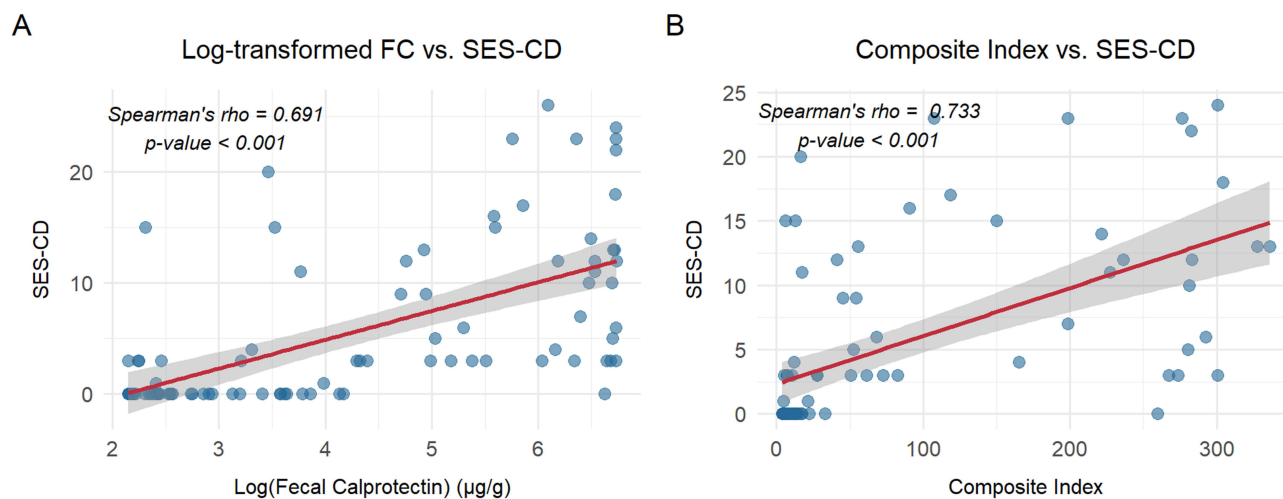 A
Log-transformed FC vs. SES-CD
Spearman's rho = 0.691
p-value < 0.001
SES-CD
20
10
0
2
3
4
5
6
Log(Fecal Calprotectin) (µg/g)
B
Composite Index vs. SES-CD
Spearman's rho = 0.733
p-value < 0.001
SES-CD
25
20
15
10
5
0
0
100
200
300
Composite Index